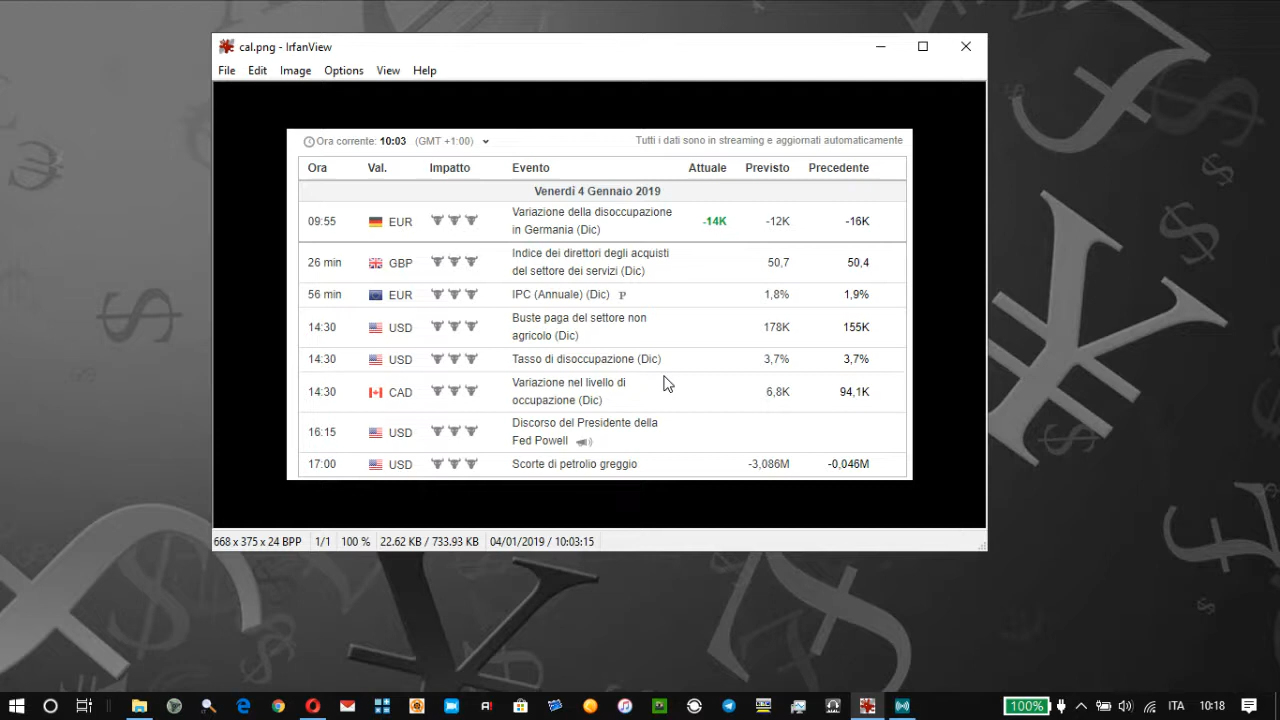 cal.png - IrfanView
File Edit Image Options View Help
Ora corrente: 10:03 (GMT +1:00) Tutti i dati sono in streaming e aggiornati automaticamente
Ora Val. Impatto Evento Attuale Previsto Precedente
Venerdì 4 Gennaio 2019
09:55 EUR Variazione della disoccupazione -14K -12K -16K
in Germania (Dic)
26 min GBP Indice dei direttori degli acquisti 50,7 50,4
del settore dei servizi (Dic)
56 min EUR IPC (Annuale) (Dic) P 1,8% 1,9%
14:30 USD Buste paga del settore non 178K 155K
agricolo (Dic)
14:30 USD Tasso di disoccupazione (Dic) 3,7% 3,7%
14:30 CAD Variazione nel livello di 6,8K 94,1K
occupazione (Dic)
16:15 USD Discorso del Presidente della
Fed Powell
17:00 USD Scorte di petrolio greggio -3,086M -0,046M
668 x 375 x 24 BPP 1/1 100 % 22.62 KB / 733.93 KB 04/01/2019 / 10:03:15
100% ITA 10:18